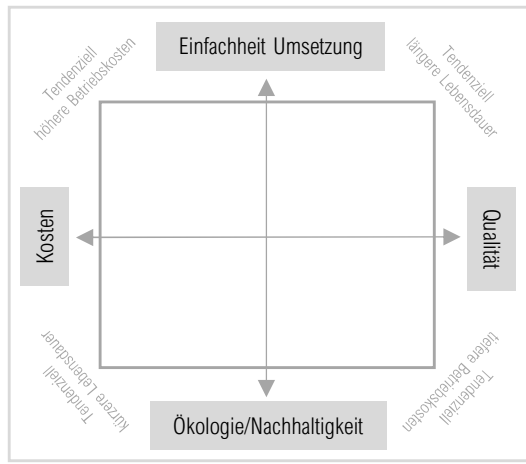 Einfachheit Umsetzung
Tendenziell
höhere Betriebskosten
Tendenziell
längere Lebensdauer
Kosten
Qualität
Tendenziell
kürzere Lebensdauer
Tendenziell
tiefere Betriebskosten
Ökologie/Nachhaltigkeit